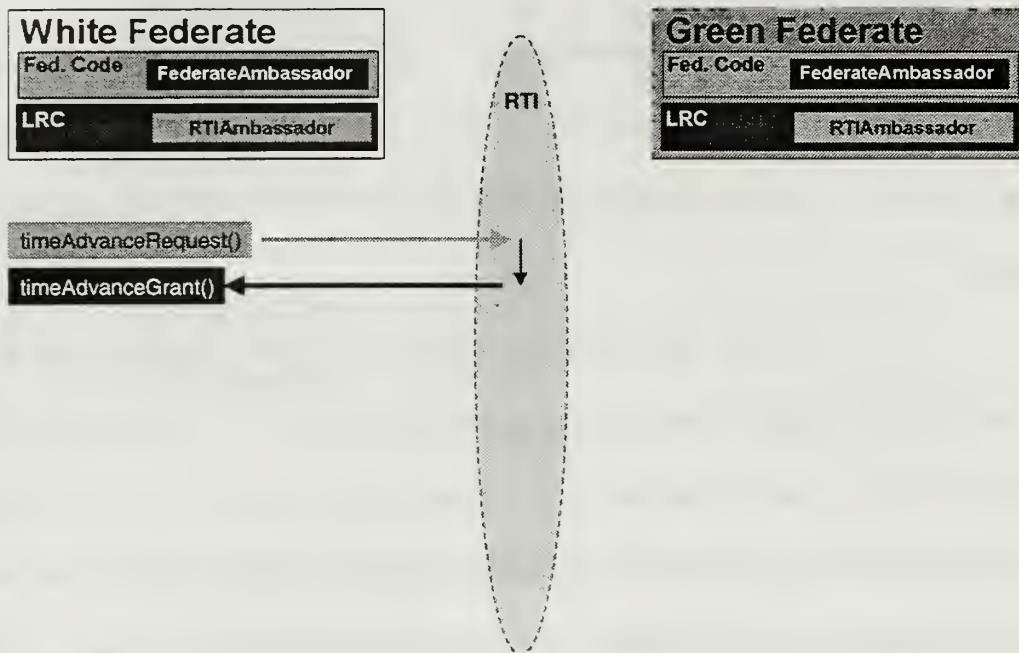 White Federate
Fed. Code
FederateAmbassador
LRC
RTIAmbassador
RTI
Green Federate
Fed. Code
FederateAmbassador
LRC
RTIAmbassador
timeAdvanceRequest()
timeAdvanceGrant()